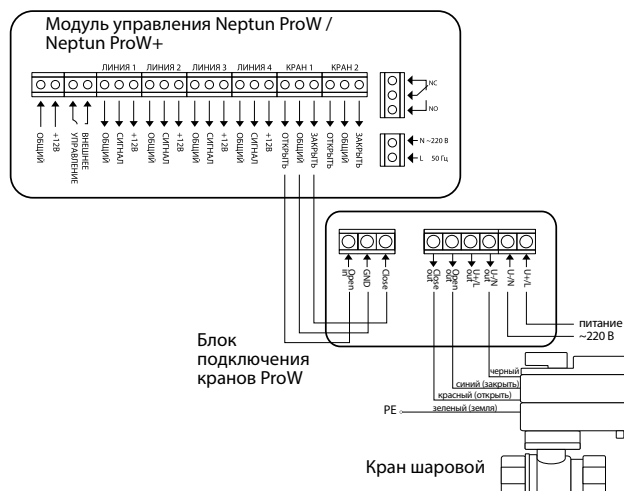 Модуль управления Neptun ProW /
Neptun ProW+
ЛИНИЯ 1 ЛИНИЯ 2 ЛИНИЯ 3 ЛИНИЯ 4 КРАН 1 КРАН 2
ОБЩИЙ
+12В
ВНЕШНЕЕ
УПРАВЛЕНИЕ
ОБЩИЙ
СИГНАЛ
+12В
ОБЩИЙ
СИГНАЛ
+12В
ОБЩИЙ
СИГНАЛ
+12В
ОБЩИЙ
СИГНАЛ
+12В
ОТКРЫТЬ
ОБЩИЙ
ЗАКРЫТЬ
ОТКРЫТЬ
ОБЩИЙ
ЗАКРЫТЬ
NC
NO
N ~220 В
L 50 Гц
Open
in
GND
Close
Close
out
Open
out
U+/L
out
U-/N
out
U-/N
U+/L
питание
~220 В
Блок
подключения
кранов ProW
черный
синий (закрыть)
красный (открыть)
PE
зеленый (земля)
Кран шаровой